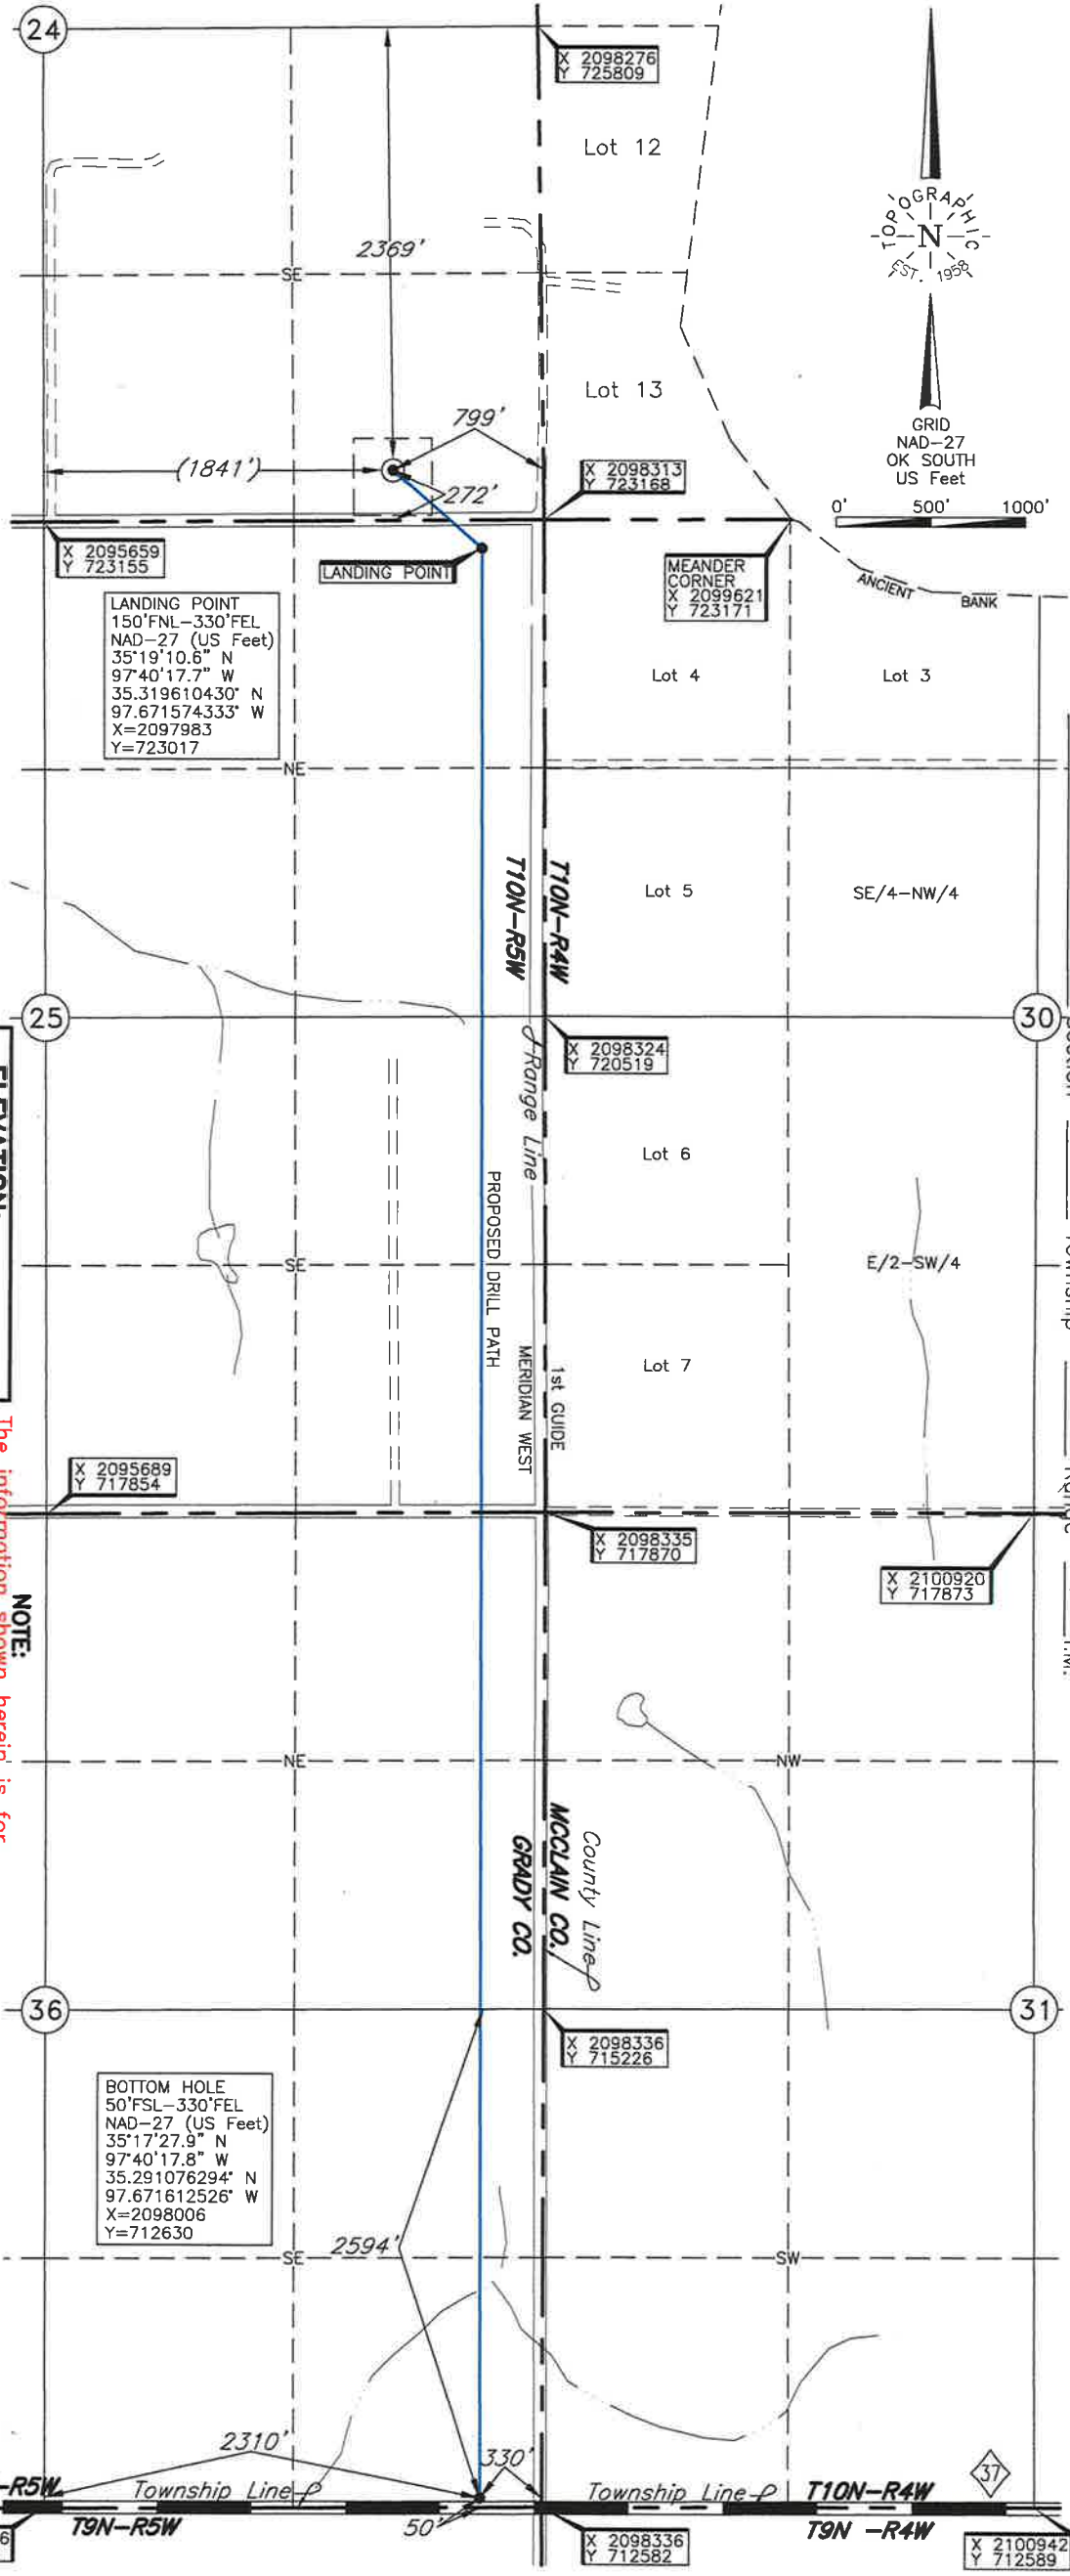 24
X 2098276
Y 725809
Lot 12
TOPOGRAPHIC
N
EST. 1958
2369'
SE
Lot 13
GRID
NAD-27
OK SOUTH
US Feet
0' 500' 1000'
799'
(1841')
272'
X 2098313
Y 723168
X 2095659
Y 723155
LANDING POINT
MEANDER
CORNER
X 2099621
Y 723171
ANCIENT BANK
LANDING POINT
150'FNL-330'FEL
NAD-27 (US Feet)
35°19'10.6" N
97°40'17.7" W
35.319610430° N
97.671574333° W
X=2097983
Y=723017
Lot 4
Lot 3
NE
T10N-R5W
T10N-R4W
Lot 5
SE/4-NW/4
25
30
X 2098324
Y 720519
Range Line
Lot 6
PROPOSED DRILL PATH
SE
E/2-SW/4
MERIDIAN WEST
1st GUIDE
Lot 7
ELEVATION:
X 2095689
Y 717854
X 2098335
Y 717870
X 2100920
Y 717873
NOTE:
The information shown herein is for
NE
NW
County Line
MCCLAIN CO.
GRADY CO.
36
31
X 2098336
Y 715226
BOTTOM HOLE
50'FSL-330'FEL
NAD-27 (US Feet)
35°17'27.9" N
97°40'17.8" W
35.291076294° N
97.671612526° W
X=2098006
Y=712630
SE
2594'
SW
2310'
330'
37
-R5W
Township Line
Township Line
T10N-R4W
T9N-R5W
50'
T9N -R4W
6
X 2098336
Y 712582
X 2100942
Y 712589